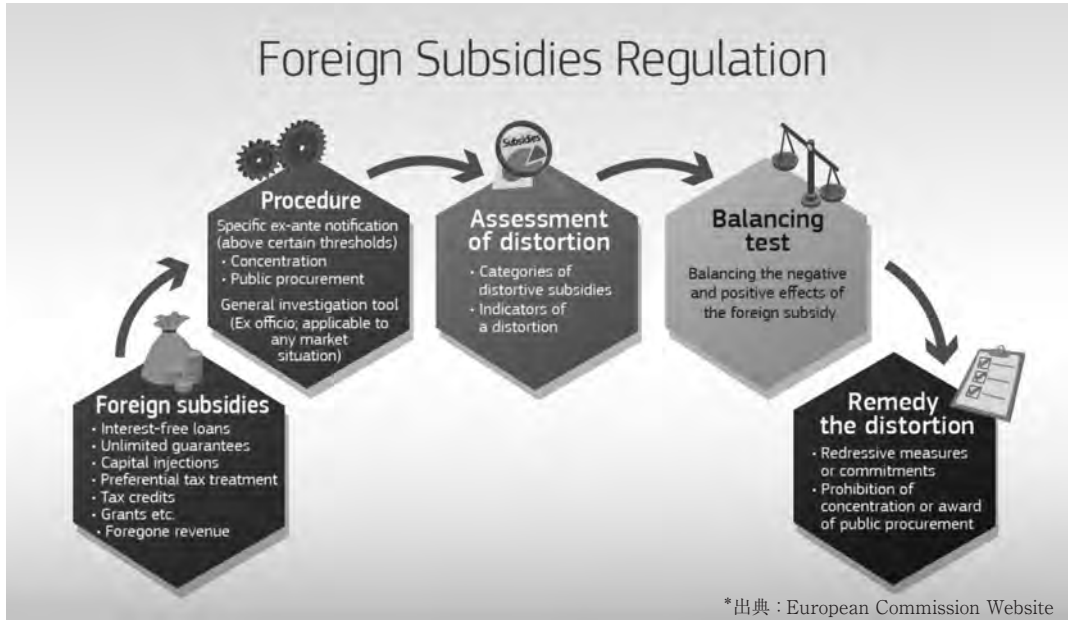 Foreign Subsidies Regulation
Foreign subsidies
• Interest-free loans
• Unlimited guarantees
• Capital injections
• Preferential tax treatment
• Tax credits
• Grants etc.
• Foregone revenue
Procedure
Specific ex-ante notification
(above certain thresholds)
• Concentration
• Public procurement
General investigation tool
(Ex officio; applicable to
any market
situation)
Subsidies
Assessment
of distortion
• Categories of
distortive subsidies
• Indicators of
a distortion
Balancing
test
Balancing the negative
and positive effects of
the foreign subsidy
Remedy
the distortion
• Redressive measures
or commitments
• Prohibition of
concentration or award
of public procurement
*出典：European Commission Website